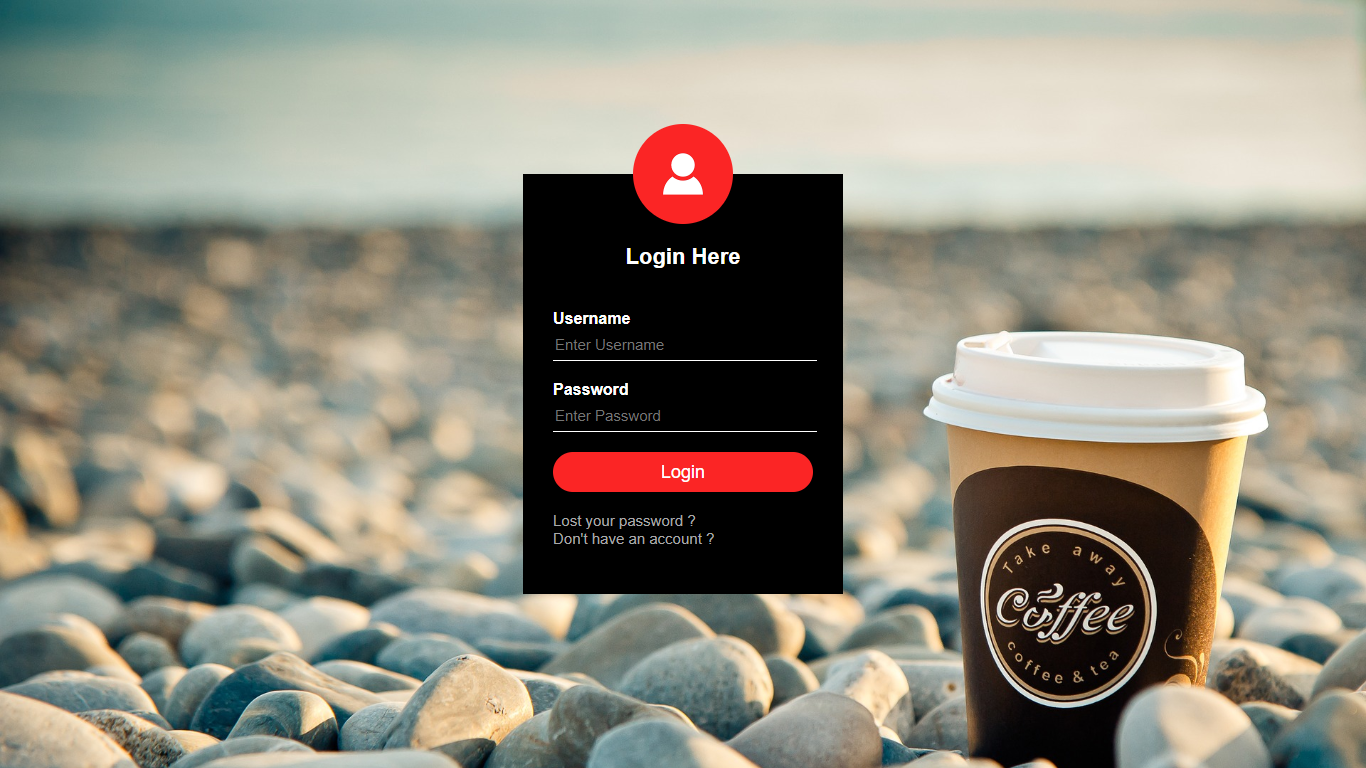 Login Here
Username
Enter Username
Password
Enter Password
Login
Lost your password ?
Don't have an account ?
Take away
Coffee
coffee & tea